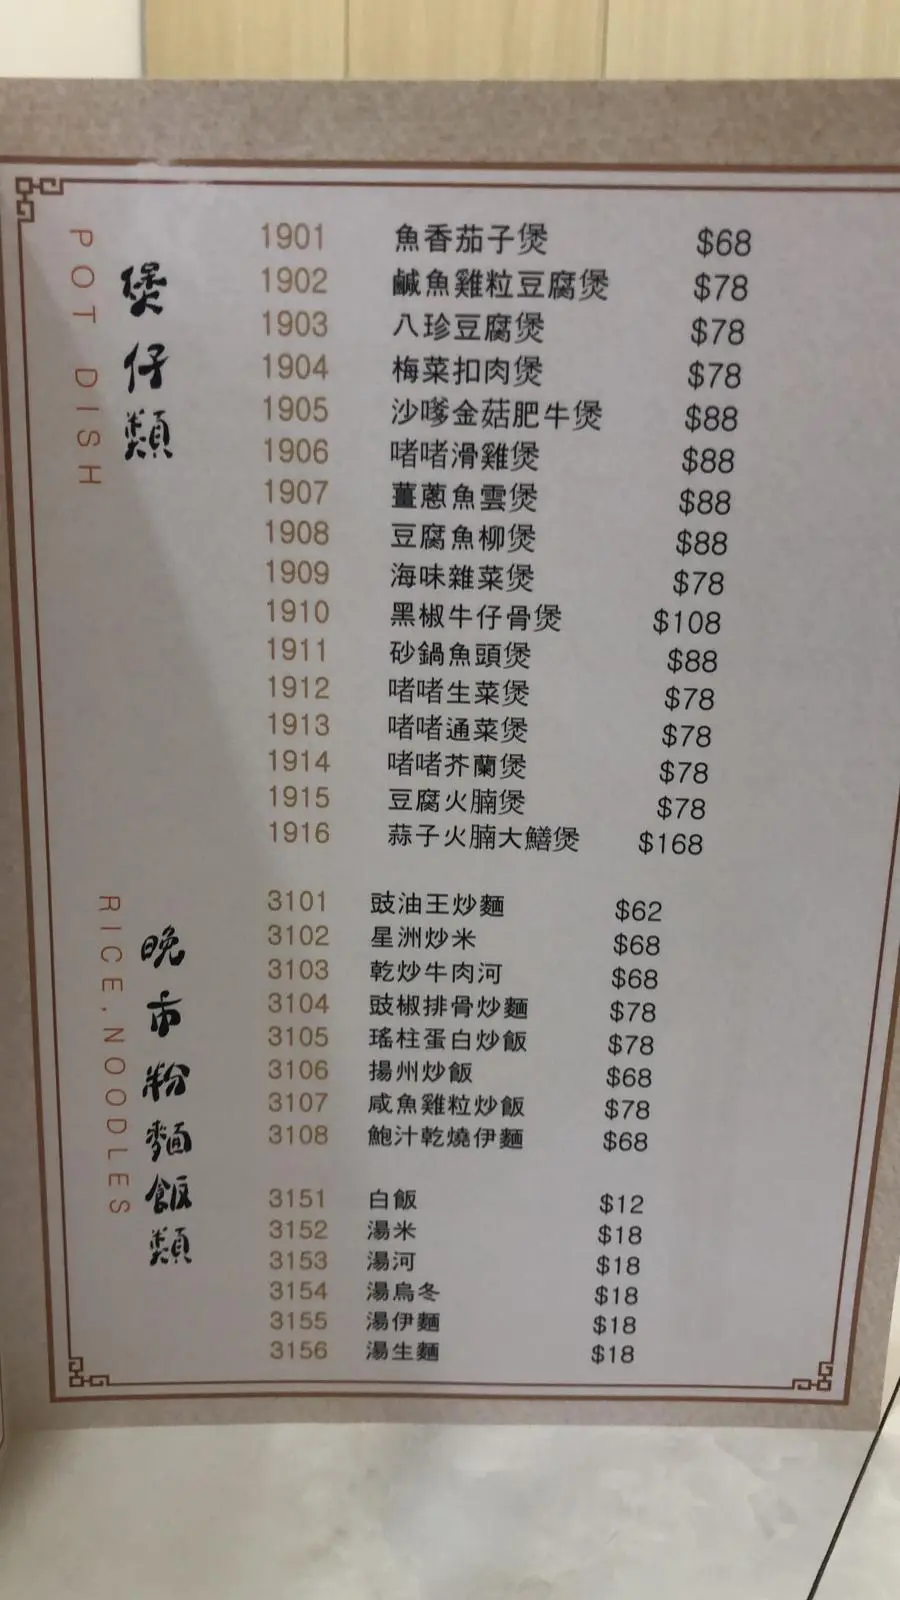 POT DISH
煲仔類
1901 魚香茄子煲 $68
1902 鹹魚雞粒豆腐煲 $78
1903 八珍豆腐煲 $78
1904 梅菜扣肉煲 $78
1905 沙嗲金菇肥牛煲 $88
1906 啫啫滑雞煲 $88
1907 薑蔥魚雲煲 $88
1908 豆腐魚柳煲 $88
1909 海味雜菜煲 $78
1910 黑椒牛仔骨煲 $108
1911 砂鍋魚頭煲 $88
1912 啫啫生菜煲 $78
1913 啫啫通菜煲 $78
1914 啫啫芥蘭煲 $78
1915 豆腐火腩煲 $78
1916 蒜子火腩大鱔煲 $168
RICE.NOODLES
晚市粉麵飯類
3101 豉油王炒麵 $62
3102 星洲炒米 $68
3103 乾炒牛肉河 $68
3104 豉椒排骨炒麵 $78
3105 瑤柱蛋白炒飯 $78
3106 揚州炒飯 $68
3107 咸魚雞粒炒飯 $78
3108 鮑汁乾燒伊麵 $68
3151 白飯 $12
3152 湯米 $18
3153 湯河 $18
3154 湯烏冬 $18
3155 湯伊麵 $18
3156 湯生麵 $18